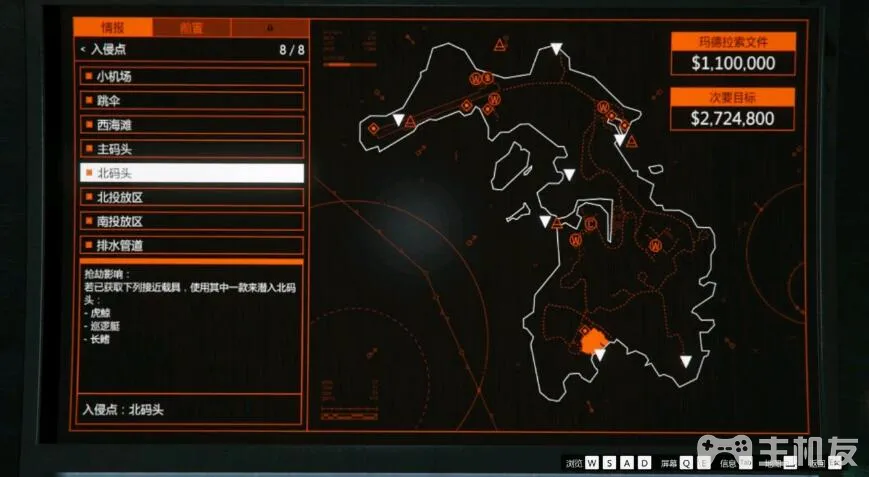 情报
前置
< 入侵点 8 / 8
小机场
跳伞
西海滩
主码头
北码头
北投放区
南投放区
排水管道
抢劫影响：
若已获取下列接近载具，使用其中一款来潜入北码
头：
- 虎鲸
- 巡逻艇
- 长鳍
入侵点：北码头
玛德拉索文件
$1,100,000
次要目标
$2,724,800
W
S
W
W
C
W
W
浏览 W S A D 屏幕 Q E 信息 地图 返回
主机友